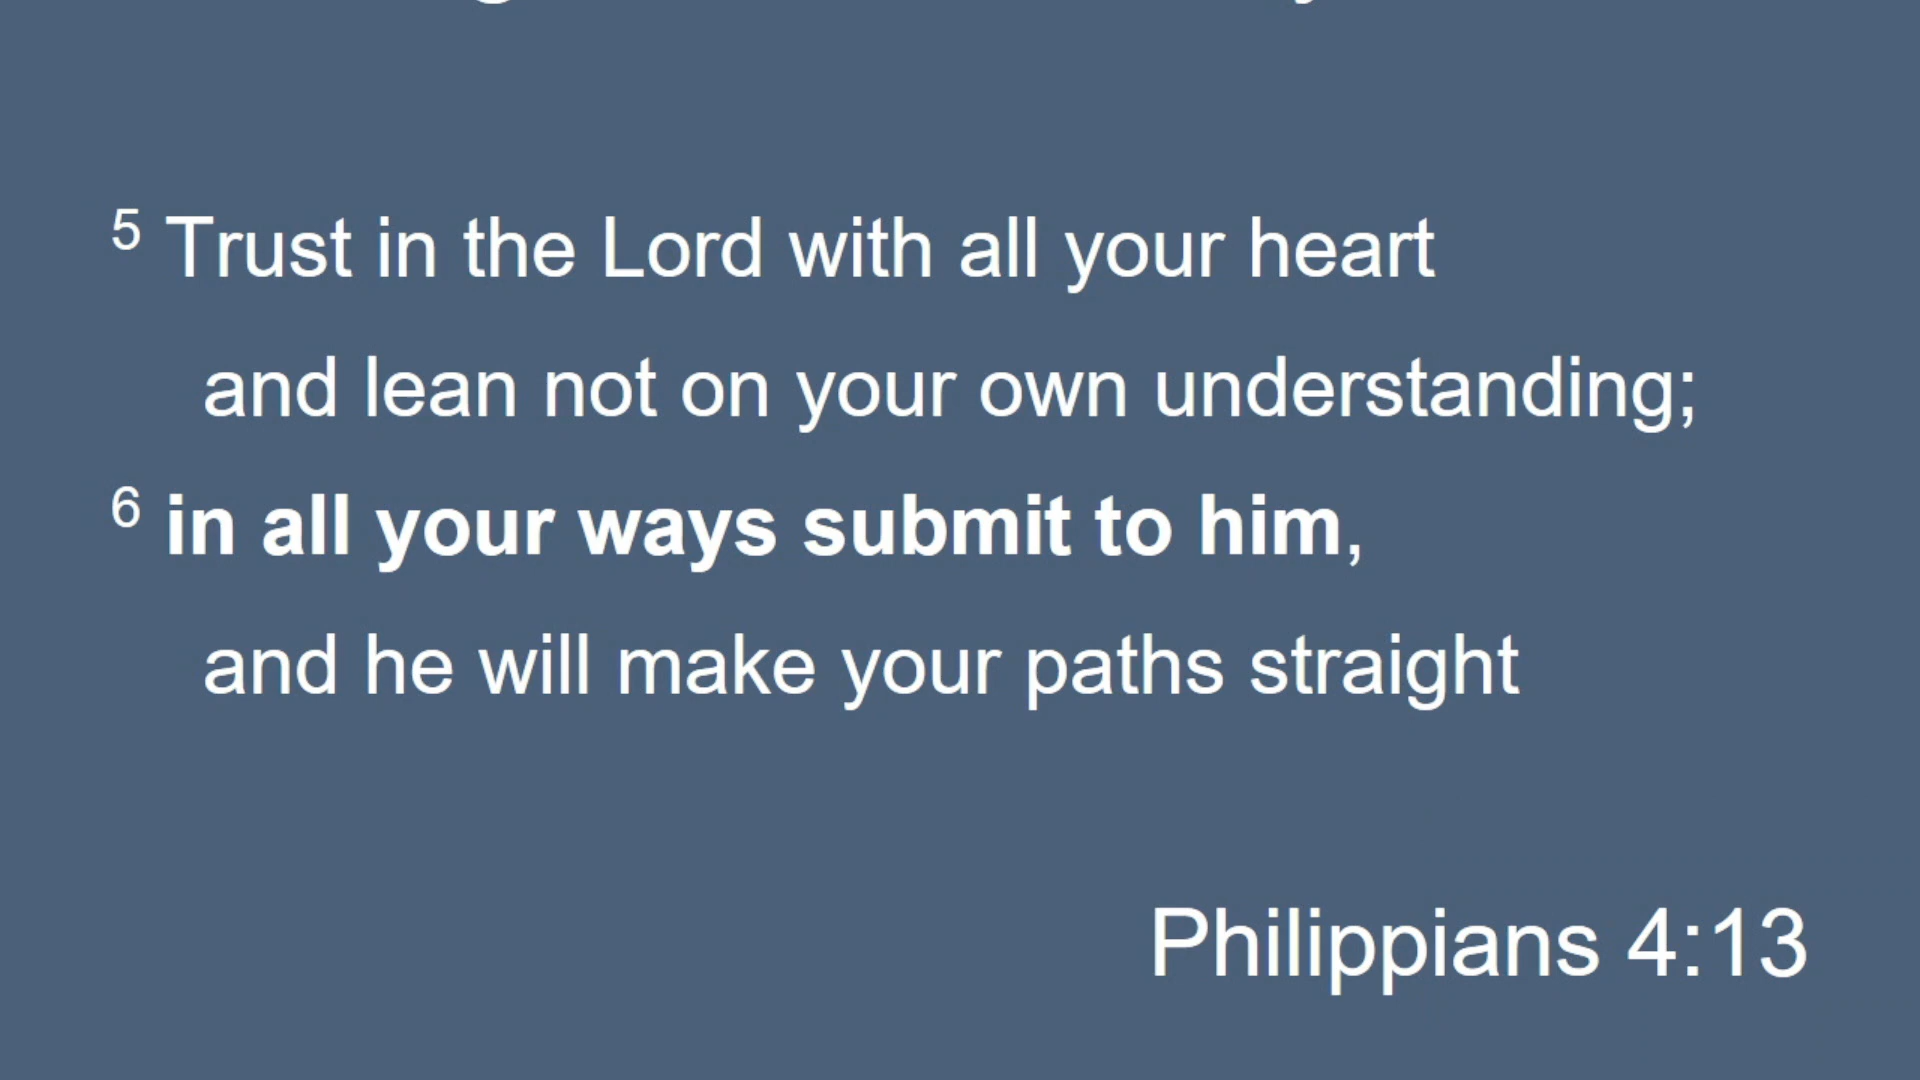 5 Trust in the Lord with all your heart
and lean not on your own understanding;
6 in all your ways submit to him,
and he will make your paths straight
Philippians 4:13